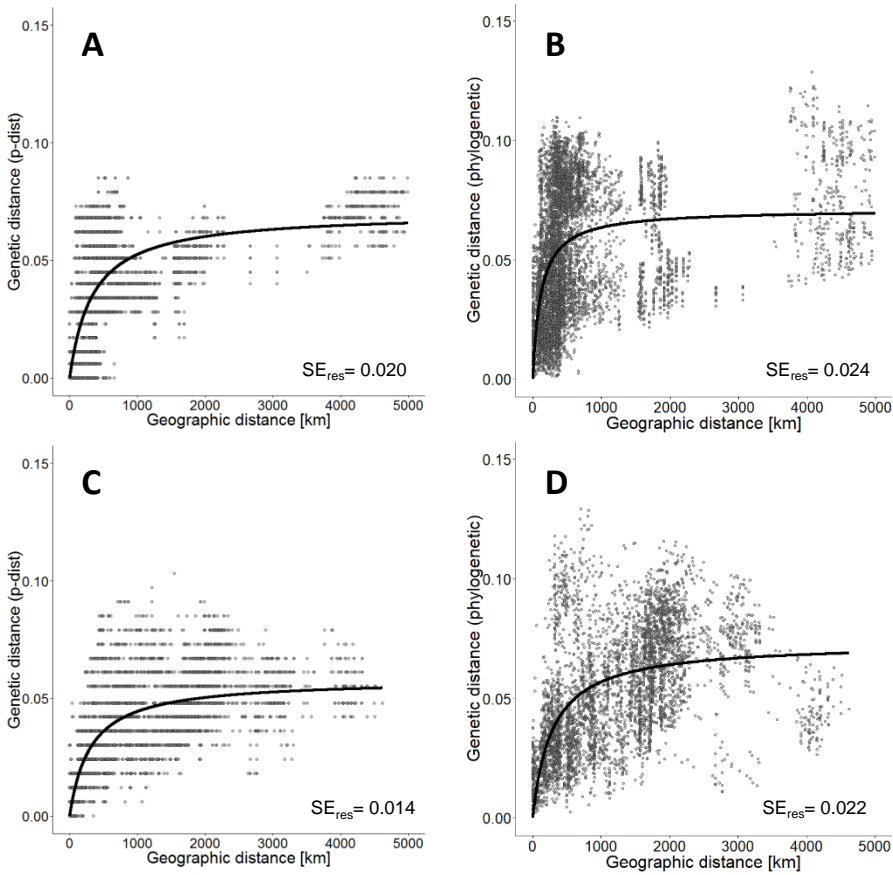 A
Genetic distance (p-dist)
0.15
0.10
0.05
0.00
SEres= 0.020
0 1000 2000 3000 4000 5000
Geographic distance [km]
B
Genetic distance (phylogenetic)
0.15
0.10
0.05
0.00
SEres= 0.024
0 1000 2000 3000 4000 5000
Geographic distance [km]
C
Genetic distance (p-dist)
0.15
0.10
0.05
0.00
SEres= 0.014
0 1000 2000 3000 4000 5000
Geographic distance [km]
D
Genetic distance (phylogenetic)
0.15
0.10
0.05
0.00
SEres= 0.022
0 1000 2000 3000 4000 5000
Geographic distance [km]